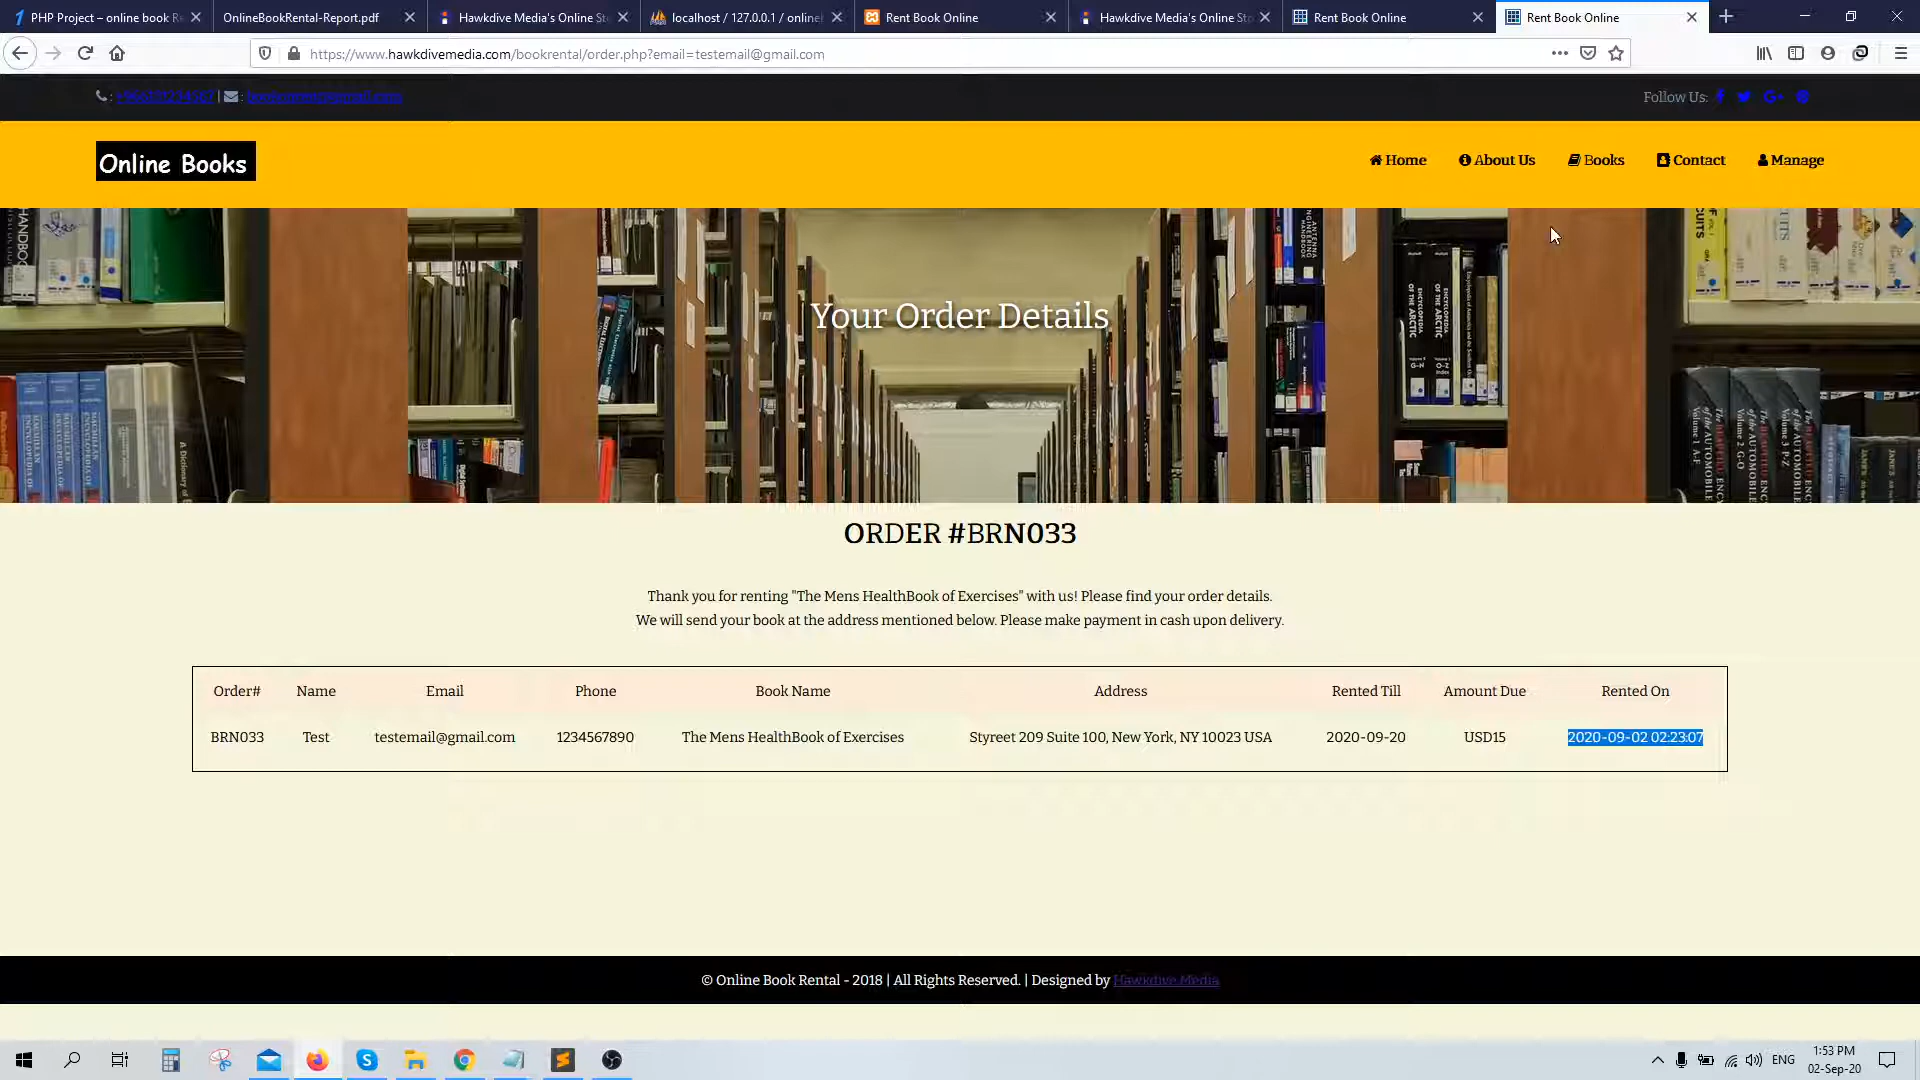 PHP Project – online book R
OnlineBookRental-Report.pdf
Hawkdive Media's Online St
localhost / 127.0.0.1 / online
Rent Book Online
Hawkdive Media's Online Sto
Rent Book Online
Rent Book Online
https://www.hawkdivemedia.com/bookrental/order.php?email=testemail@gmail.com
Follow Us:
Online Books
Home
About Us
Books
Contact
Manage
Your Order Details
ORDER #BRN033
Thank you for renting "The Mens HealthBook of Exercises" with us! Please find your order details.
We will send your book at the address mentioned below. Please make payment in cash upon delivery.
Order# Name Email Phone Book Name Address Rented Till Amount Due Rented On
BRN033 Test testemail@gmail.com 1234567890 The Mens HealthBook of Exercises Styreet 209 Suite 100, New York, NY 10023 USA 2020-09-20 USD15 2020-09-02 02:23:07
© Online Book Rental - 2018 | All Rights Reserved. | Designed by Hawkdive Media
ENG
1:53 PM
02-Sep-20